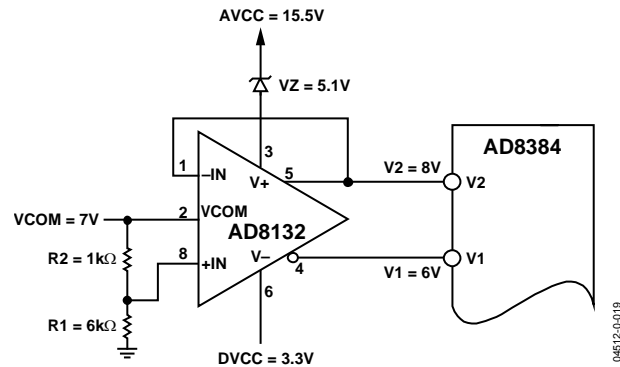 AVCC = 15.5V
VZ = 5.1V
AD8384
3
1
–IN
V+
5
V2 = 8V
V2
VCOM = 7V
2
VCOM
AD8132
R2 = 1kΩ
8
+IN
V–
4
V1 = 6V
V1
6
R1 = 6kΩ
DVCC = 3.3V
04512-0-019